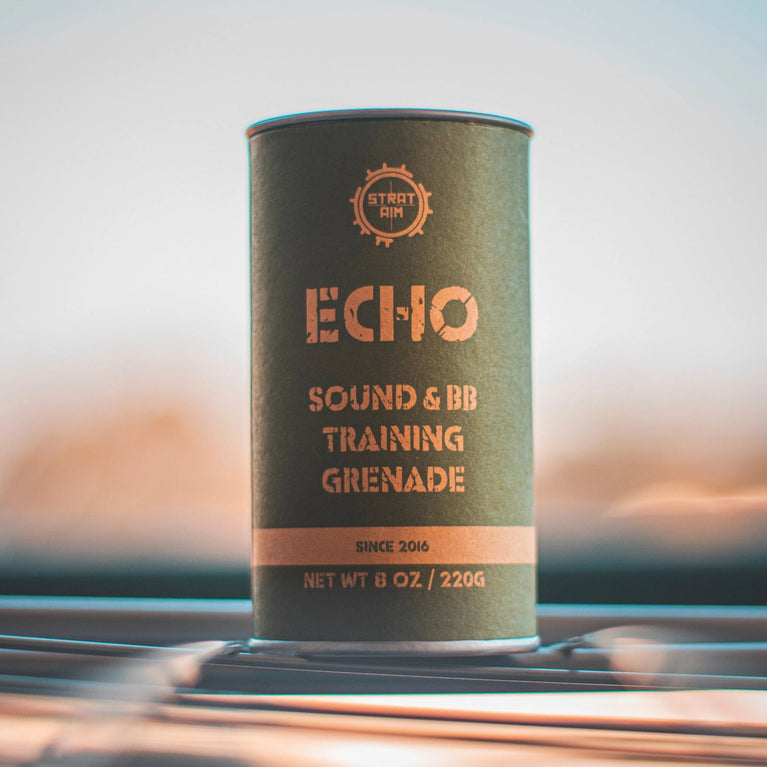 STRAT
AIM
ECHO
SOUND & BB
TRAINING
GRENADE
SINCE 2016
NET WT 8 OZ / 220G